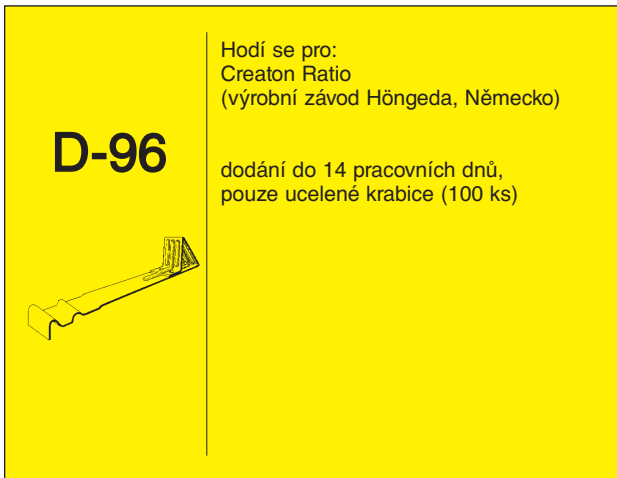 D-96
Hodí se pro:
Creaton Ratio
(výrobní závod Höngeda, Německo)
dodání do 14 pracovních dnů,
pouze ucelené krabice (100 ks)